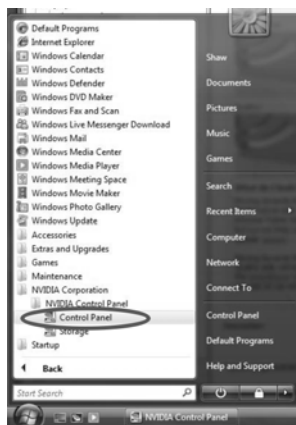 Default Programs
Internet Explorer
Windows Calendar
Windows Contacts
Windows Defender
Windows DVD Maker
Windows Fax and Scan
Windows Live Messenger Download
Windows Mail
Windows Media Center
Windows Media Player
Windows Meeting Space
Windows Movie Maker
Windows Photo Gallery
Windows Update
Accessories
Extras and Upgrades
Games
Maintenance
NVIDIA Corporation
NVIDIA Control Panel
Control Panel
Storage
Startup
Back
Start Search
Shaw
Documents
Pictures
Music
Games
Search
Recent Items
Computer
Network
Connect To
Control Panel
Default Programs
Help and Support
NVIDIA Control Panel